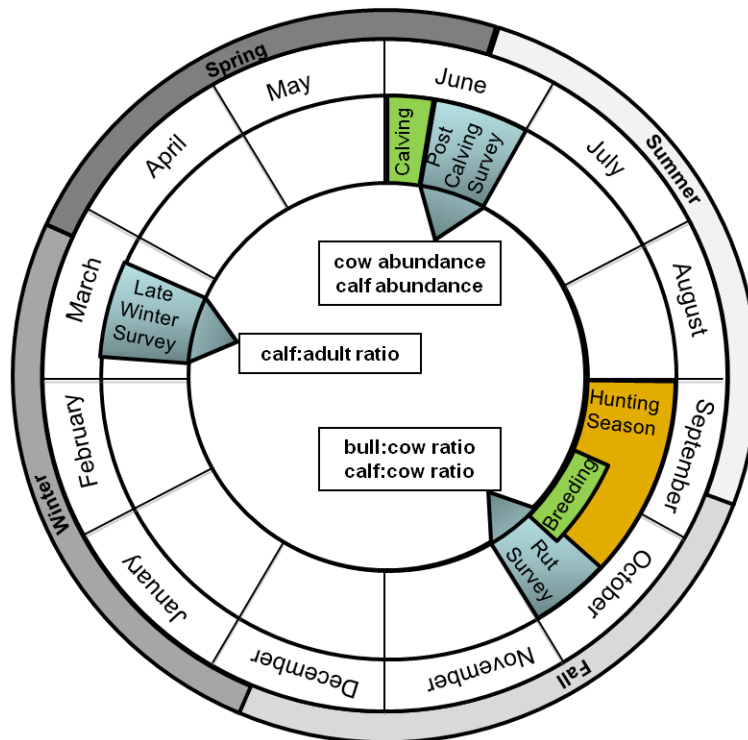 Spring
May
June
April
Calving
Post
Calving
Survey
July
Summer
cow abundance
calf abundance
March
Late
Winter
Survey
August
calf:adult ratio
February
Hunting
Season
September
bull:cow ratio
calf:cow ratio
Breeding
Rut
Survey
October
Winter
January
December
November
Fall